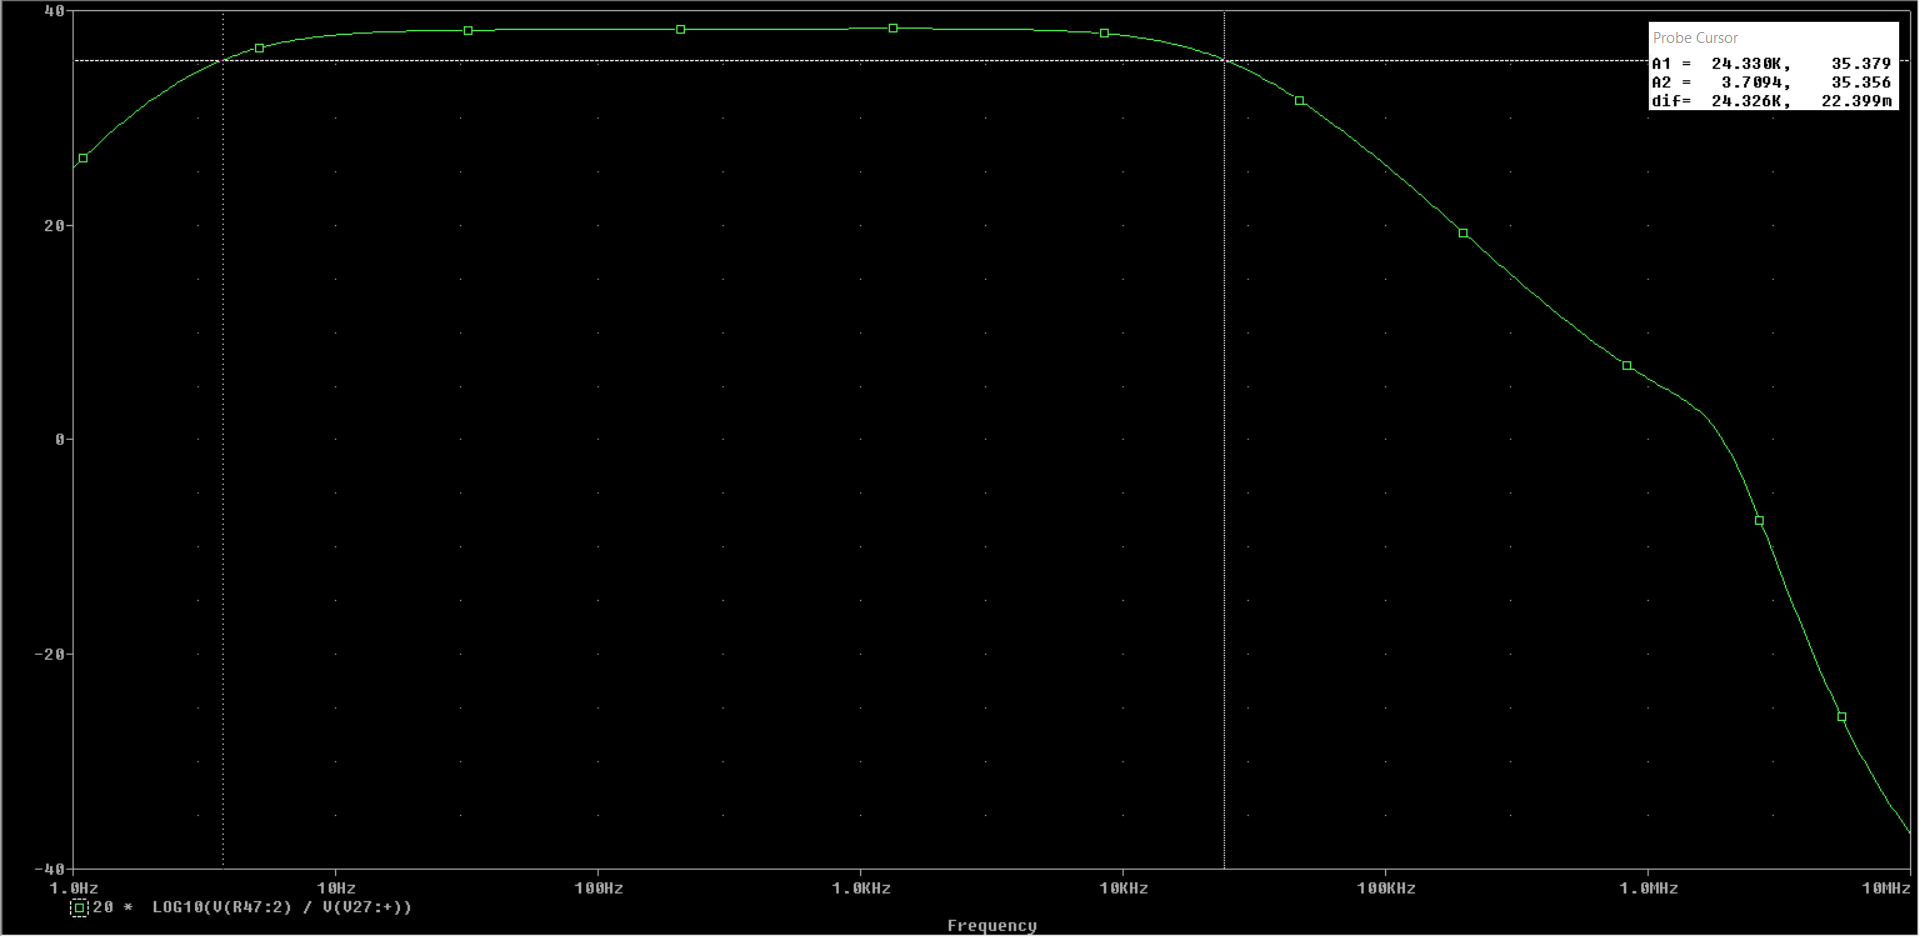 40
20
0
-20
-40
Probe Cursor
A1 = 24.330K, 35.379
A2 = 3.7094, 35.356
dif= 24.326K, 22.399m
1.0Hz 10Hz 100Hz 1.0KHz 10KHz 100KHz 1.0MHz 10MHz
20 * LOG10(V(R47:2) / V(V27:+))
Frequency